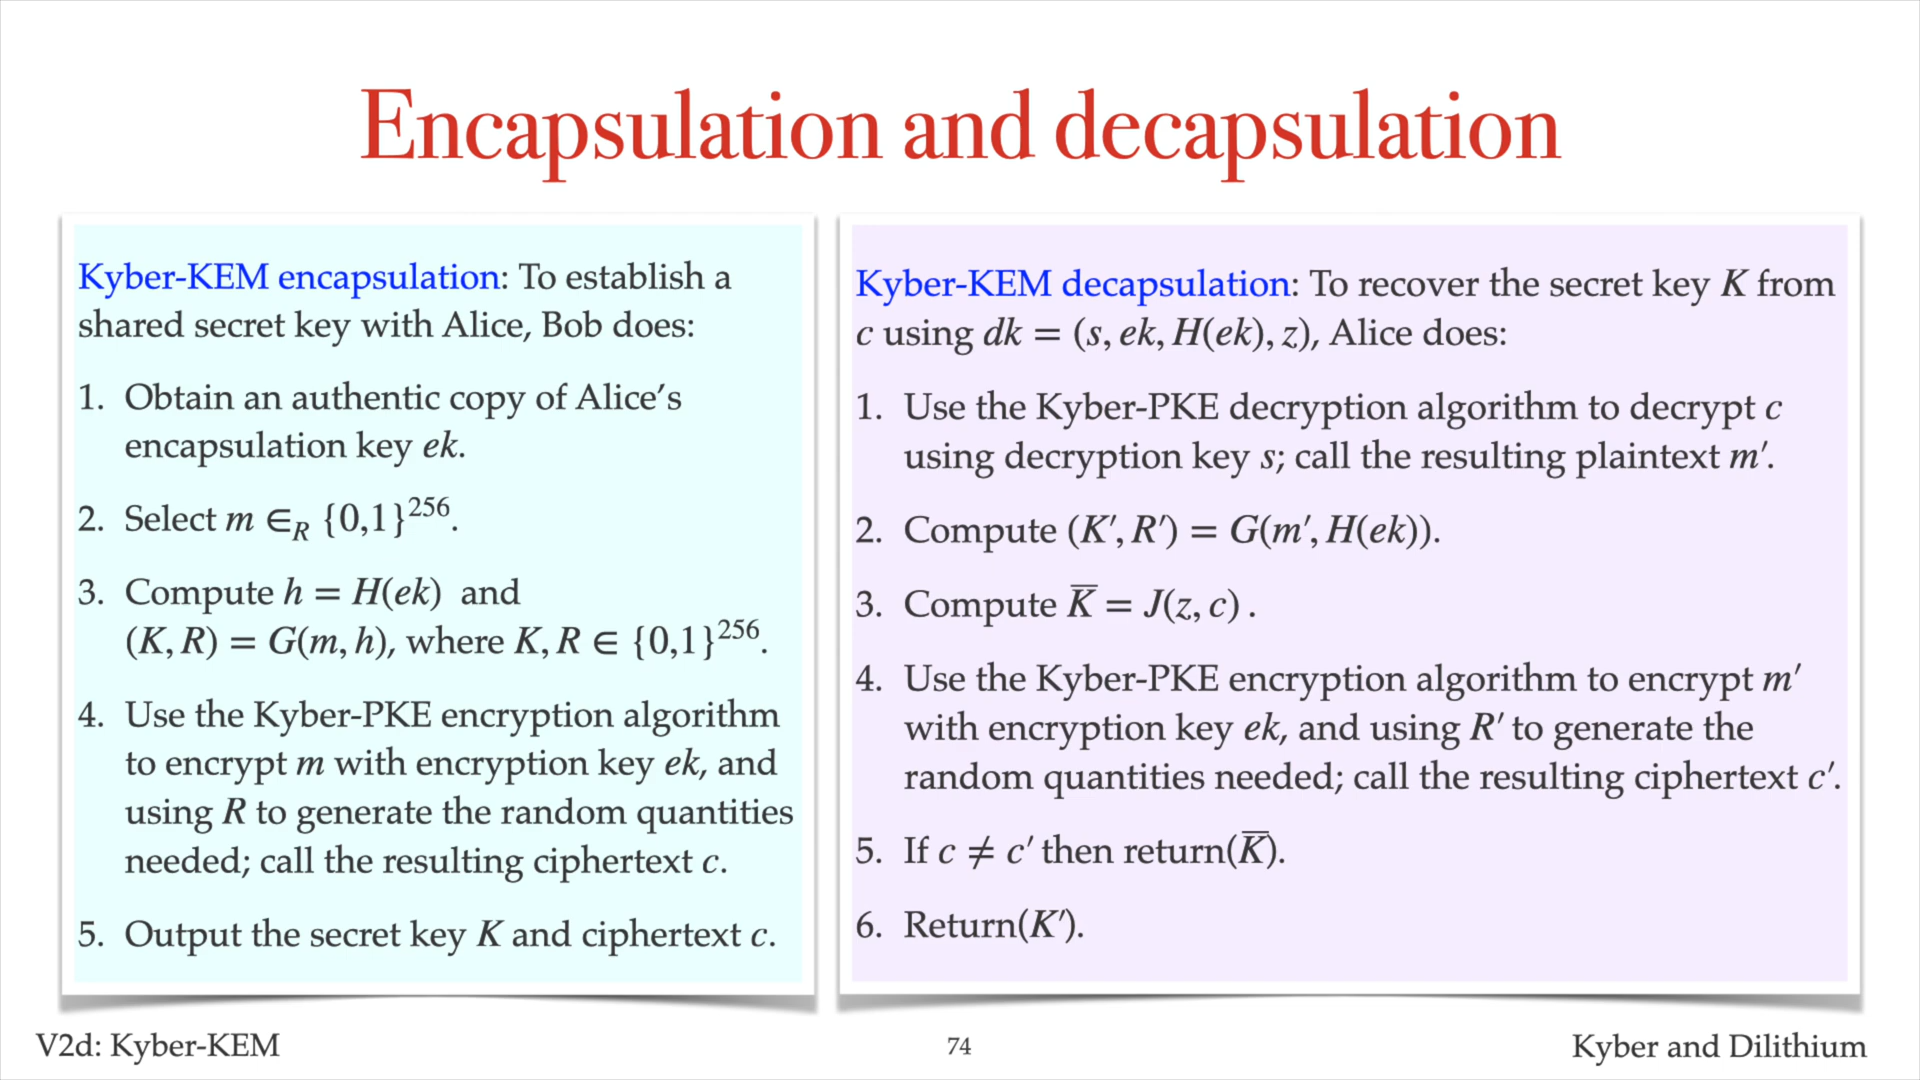 Encapsulation and decapsulation
Kyber-KEM encapsulation: To establish a
shared secret key with Alice, Bob does:
1. Obtain an authentic copy of Alice’s
encapsulation key ek.
2. Select m ∈R {0,1}^256.
3. Compute h = H(ek) and
(K, R) = G(m, h), where K, R ∈ {0,1}^256.
4. Use the Kyber-PKE encryption algorithm
to encrypt m with encryption key ek, and
using R to generate the random quantities
needed; call the resulting ciphertext c.
5. Output the secret key K and ciphertext c.
Kyber-KEM decapsulation: To recover the secret key K from
c using dk = (s, ek, H(ek), z), Alice does:
1. Use the Kyber-PKE decryption algorithm to decrypt c
using decryption key s; call the resulting plaintext m′.
2. Compute (K′, R′) = G(m′, H(ek)).
3. Compute K̅ = J(z, c) .
4. Use the Kyber-PKE encryption algorithm to encrypt m′
with encryption key ek, and using R′ to generate the
random quantities needed; call the resulting ciphertext c′.
5. If c ≠ c′ then return(K̅).
6. Return(K′).
V2d: Kyber-KEM
74
Kyber and Dilithium